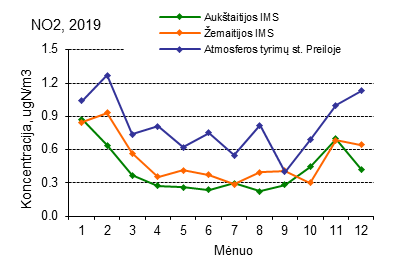 NO2, 2019
Aukštaitijos IMS
Žemaitijos IMS
Atmosferos tyrimų st. Preiloje
Koncentracija, ugN/m3
1.5
1.2
0.9
0.6
0.3
0.0
1 2 3 4 5 6 7 8 9 10 11 12
Mėnuo